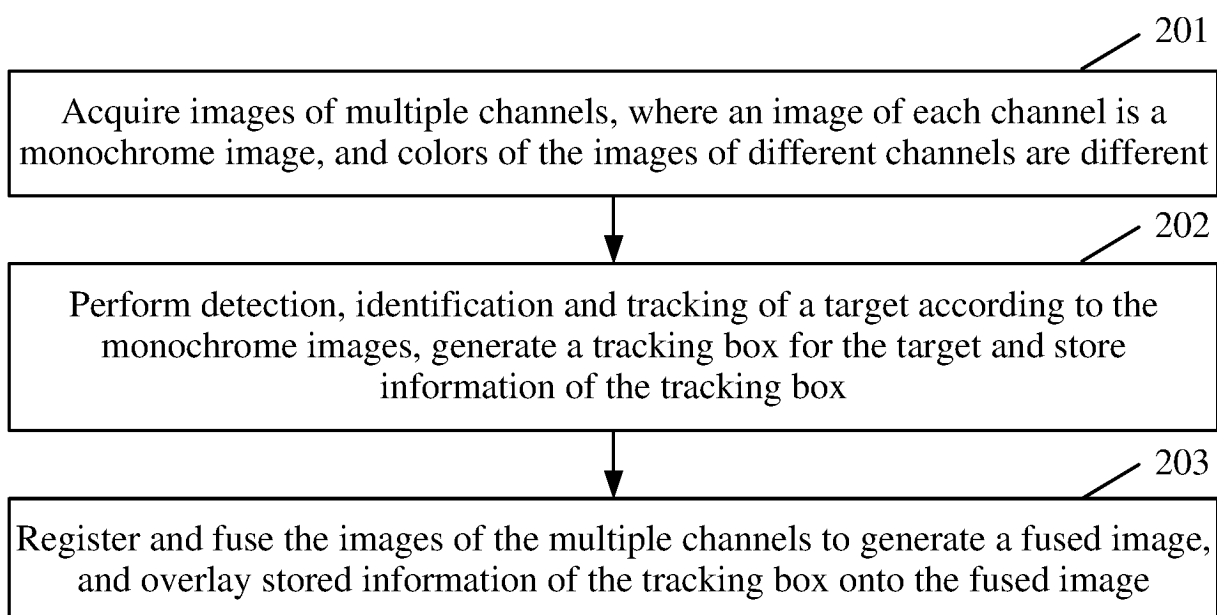 201
Acquire images of multiple channels, where an image of each channel is a
monochrome image, and colors of the images of different channels are different
202
Perform detection, identification and tracking of a target according to the
monochrome images, generate a tracking box for the target and store
information of the tracking box
203
Register and fuse the images of the multiple channels to generate a fused image,
and overlay stored information of the tracking box onto the fused image